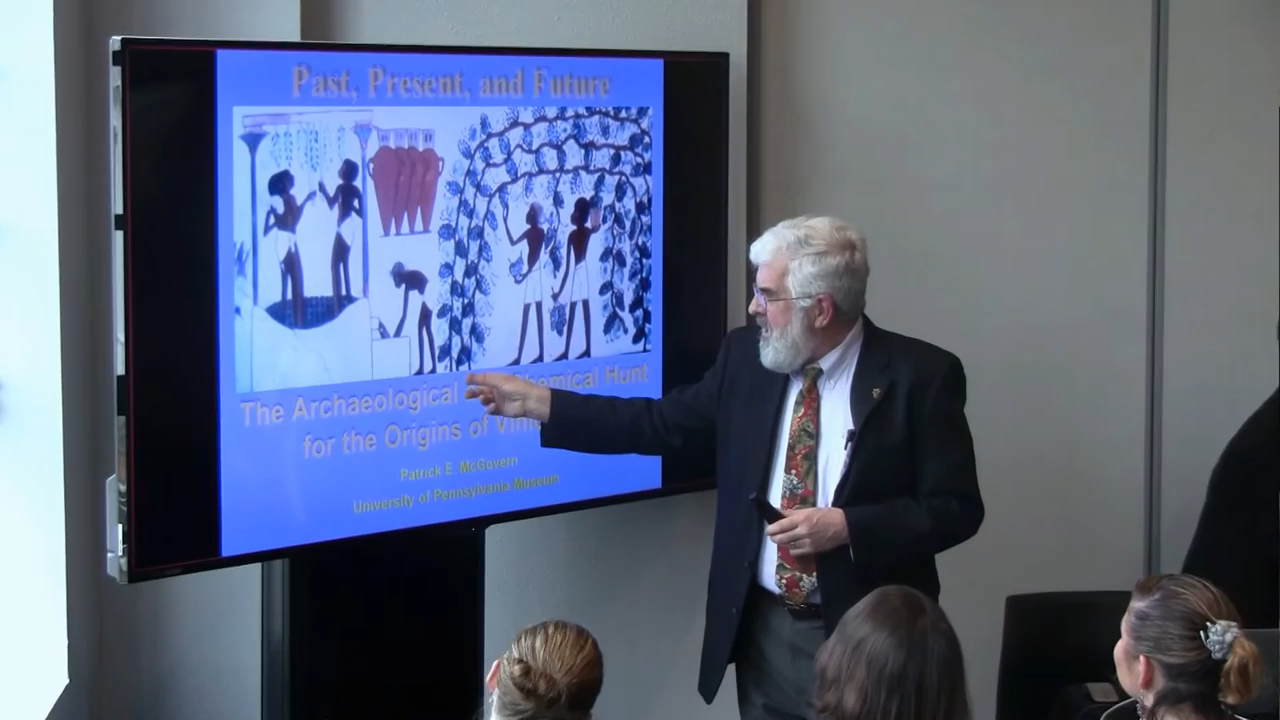 Past, Present, and Future
The Archaeological Chemical Hunt
for the Origins of
Patrick E. McGovern
University of Pennsylvania Museum